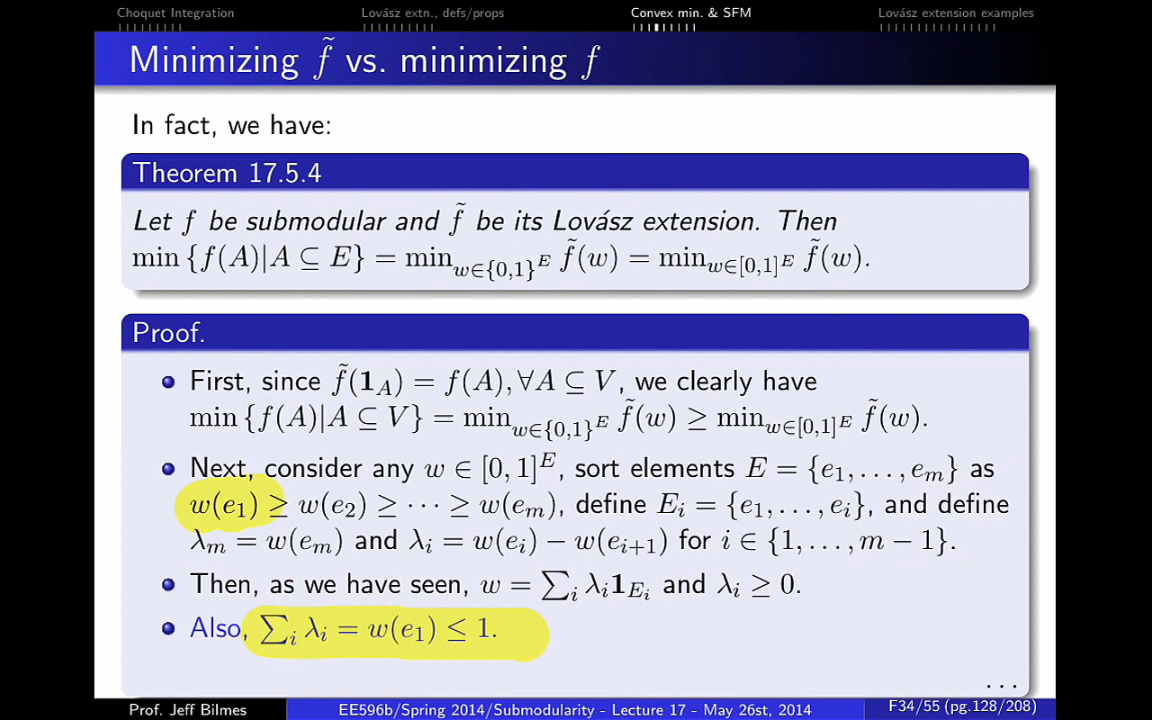 Choquet Integration
Lovász extn., defs/props
Convex min. & SFM
Lovász extension examples
Minimizing f̃ vs. minimizing f
In fact, we have:
Theorem 17.5.4
Let f be submodular and f̃ be its Lovász extension. Then
min {f(A)|A ⊆ E} = min_{w∈{0,1}^E} f̃(w) = min_{w∈[0,1]^E} f̃(w).
Proof.
First, since f̃(1_A) = f(A), ∀A ⊆ V, we clearly have
min {f(A)|A ⊆ V} = min_{w∈{0,1}^E} f̃(w) ≥ min_{w∈[0,1]^E} f̃(w).
Next, consider any w ∈ [0, 1]^E, sort elements E = {e_1, . . . , e_m} as
w(e_1) ≥ w(e_2) ≥ · · · ≥ w(e_m), define E_i = {e_1, . . . , e_i}, and define
λ_m = w(e_m) and λ_i = w(e_i) − w(e_{i+1}) for i ∈ {1, . . . , m − 1}.
Then, as we have seen, w = ∑_i λ_i 1_{E_i} and λ_i ≥ 0.
Also, ∑_i λ_i = w(e_1) ≤ 1.
. . .
Prof. Jeff Bilmes
EE596b/Spring 2014/Submodularity - Lecture 17 - May 26st, 2014
F34/55 (pg.128/208)